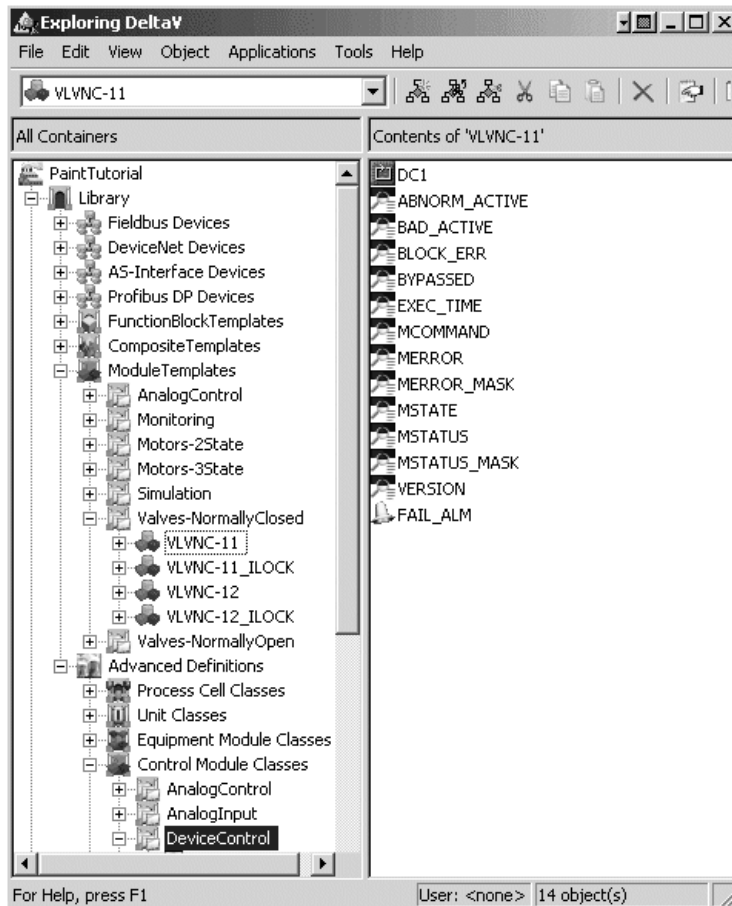 Exploring DeltaV
File Edit View Object Applications Tools Help
VLVNC-11
All Containers
Contents of 'VLVNC-11'
PaintTutorial
Library
Fieldbus Devices
DeviceNet Devices
AS-Interface Devices
Profibus DP Devices
FunctionBlockTemplates
CompositeTemplates
ModuleTemplates
AnalogControl
Monitoring
Motors-2State
Motors-3State
Simulation
Valves-NormallyClosed
VLVNC-11
VLVNC-11_ILOCK
VLVNC-12
VLVNC-12_ILOCK
Valves-NormallyOpen
Advanced Definitions
Process Cell Classes
Unit Classes
Equipment Module Classes
Control Module Classes
AnalogControl
AnalogInput
DeviceControl
DC1
ABNORM_ACTIVE
BAD_ACTIVE
BLOCK_ERR
BYPASSED
EXEC_TIME
MCOMMAND
MERROR
MERROR_MASK
MSTATE
MSTATUS
MSTATUS_MASK
VERSION
FAIL_ALM
For Help, press F1
User: <none>
14 object(s)